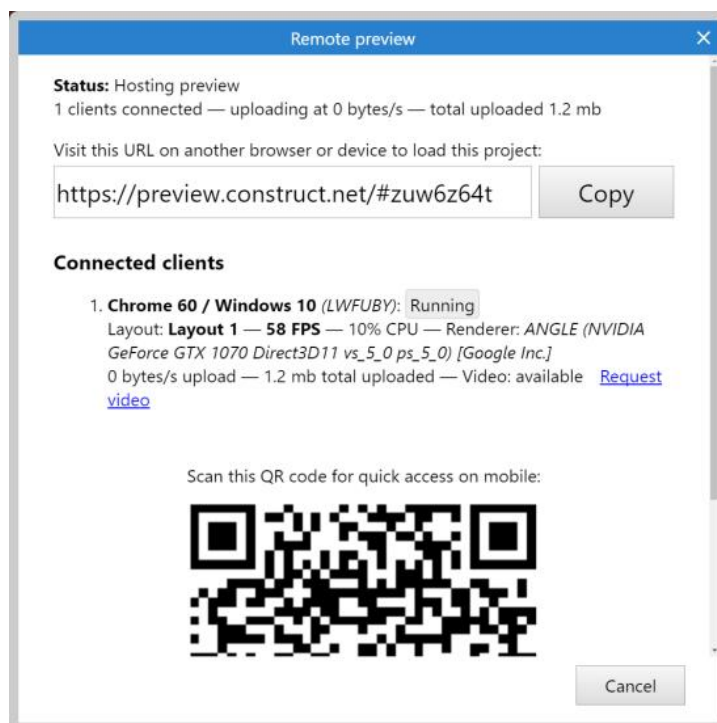 Remote preview
Status: Hosting preview
1 clients connected — uploading at 0 bytes/s — total uploaded 1.2 mb
Visit this URL on another browser or device to load this project:
https://preview.construct.net/#zuw6z64t
Copy
Connected clients
1. Chrome 60 / Windows 10 (LWFUBY): Running
Layout: Layout 1 — 58 FPS — 10% CPU — Renderer: ANGLE (NVIDIA
GeForce GTX 1070 Direct3D11 vs_5_0 ps_5_0) [Google Inc.]
0 bytes/s upload — 1.2 mb total uploaded — Video: available Request
video
Scan this QR code for quick access on mobile:
Cancel